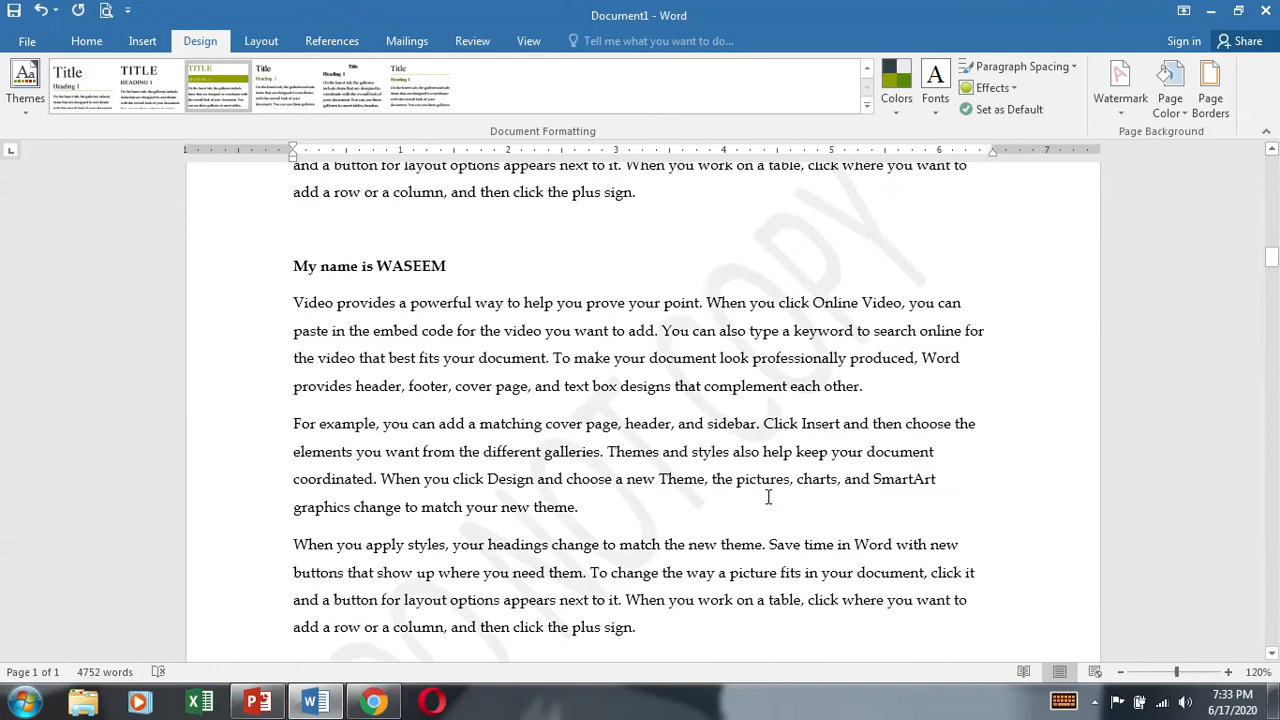 Document1 - Word
File Home Insert Design Layout References Mailings Review View Tell me what you want to do... Sign in Share
Themes
Title
Heading 1
TITLE
HEADING 1
TITLE
Title
Heading 1
Title
Heading 1
Title
Heading 1
Colors
Fonts
Paragraph Spacing
Effects
Set as Default
Watermark
Page Color
Page Borders
Document Formatting
Page Background
1 1 2 3 4 5 6 7
and a button for layout options appears next to it. When you work on a table, click where you want to
add a row or a column, and then click the plus sign.
My name is WASEEM
Video provides a powerful way to help you prove your point. When you click Online Video, you can
paste in the embed code for the video you want to add. You can also type a keyword to search online for
the video that best fits your document. To make your document look professionally produced, Word
provides header, footer, cover page, and text box designs that complement each other.
For example, you can add a matching cover page, header, and sidebar. Click Insert and then choose the
elements you want from the different galleries. Themes and styles also help keep your document
coordinated. When you click Design and choose a new Theme, the pictures, charts, and SmartArt
graphics change to match your new theme.
When you apply styles, your headings change to match the new theme. Save time in Word with new
buttons that show up where you need them. To change the way a picture fits in your document, click it
and a button for layout options appears next to it. When you work on a table, click where you want to
add a row or a column, and then click the plus sign.
DO NOT COPY
Page 1 of 1 4752 words 120%
7:33 PM
6/17/2020